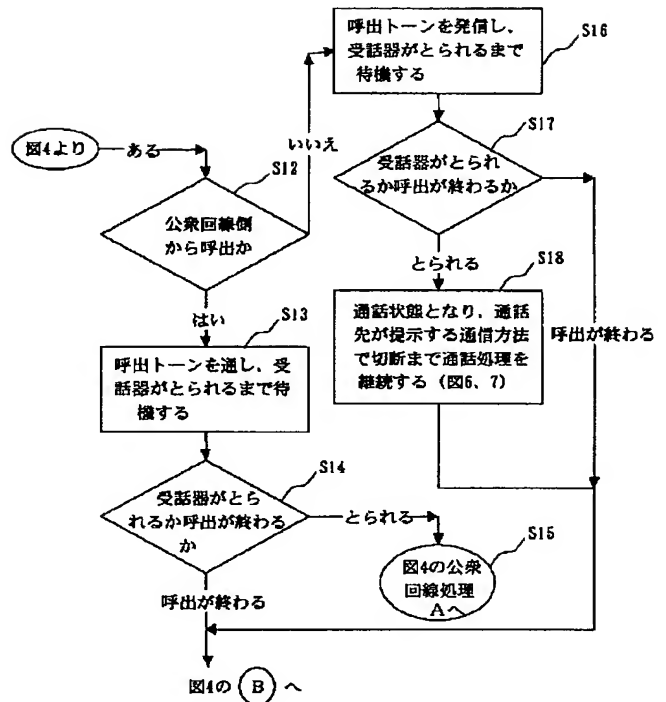 呼出トーンを発信し、
受話器がとられるまで
待機する
S16
図4より
ある
いいえ
S12
S17
受話器がとられ
るか呼出が終わるか
公衆回線側
から呼出か
とられる
S18
はい
S13
通話状態となり、通話
先が提示する通信方法
で切断まで通話処理を
継続する（図6、7）
呼出が終わる
呼出トーンを通し、受
話器がとられるまで待
機する
S14
受話器がとら
れるか呼出が終わる
か
とられる
S15
図4の公衆
回線処理
Aへ
呼出が終わる
図4の B へ